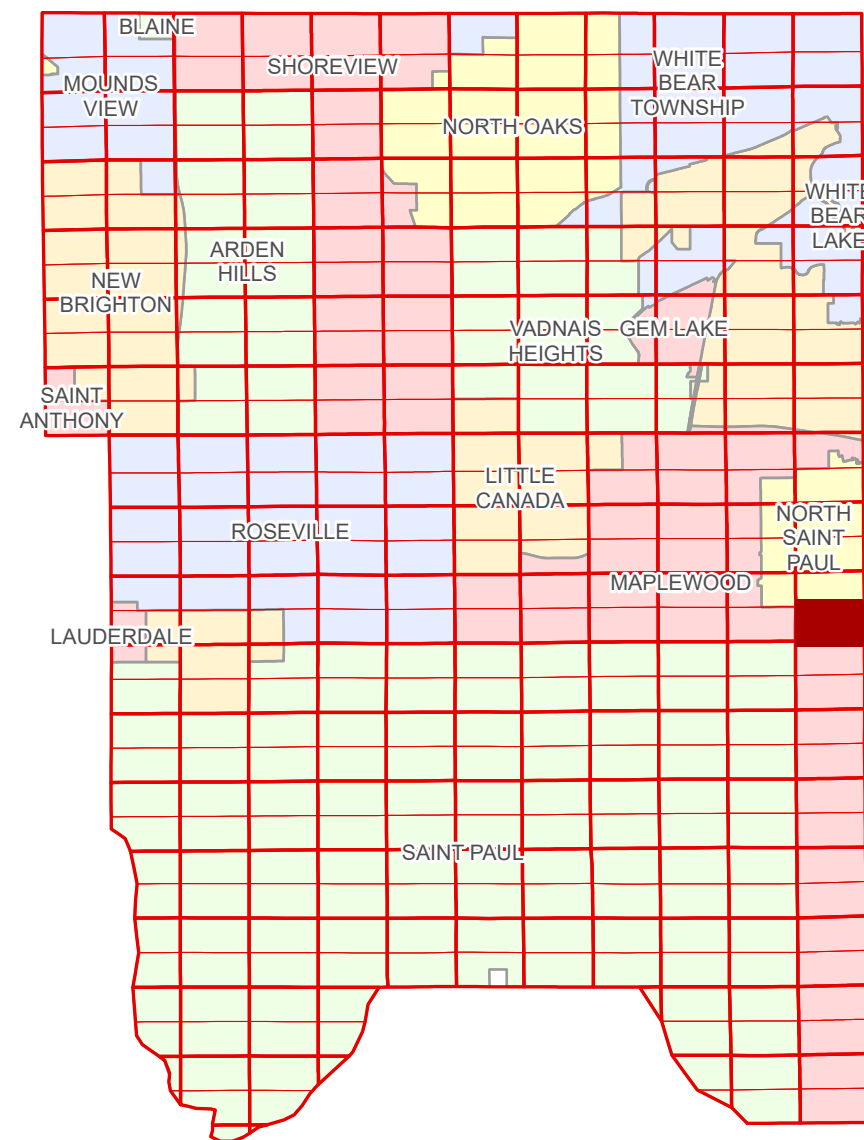 BLAINE
SHOREVIEW
MOUNDS
VIEW
WHITE
BEAR
TOWNSHIP
NORTH OAKS
WHITE
BEAR
LAKE
ARDEN
HILLS
NEW
BRIGHTON
VADNAIS
HEIGHTS
GEM LAKE
SAINT
ANTHONY
LITTLE
CANADA
ROSEVILLE
NORTH
SAINT
PAUL
MAPLEWOOD
LAUDERDALE
SAINT PAUL